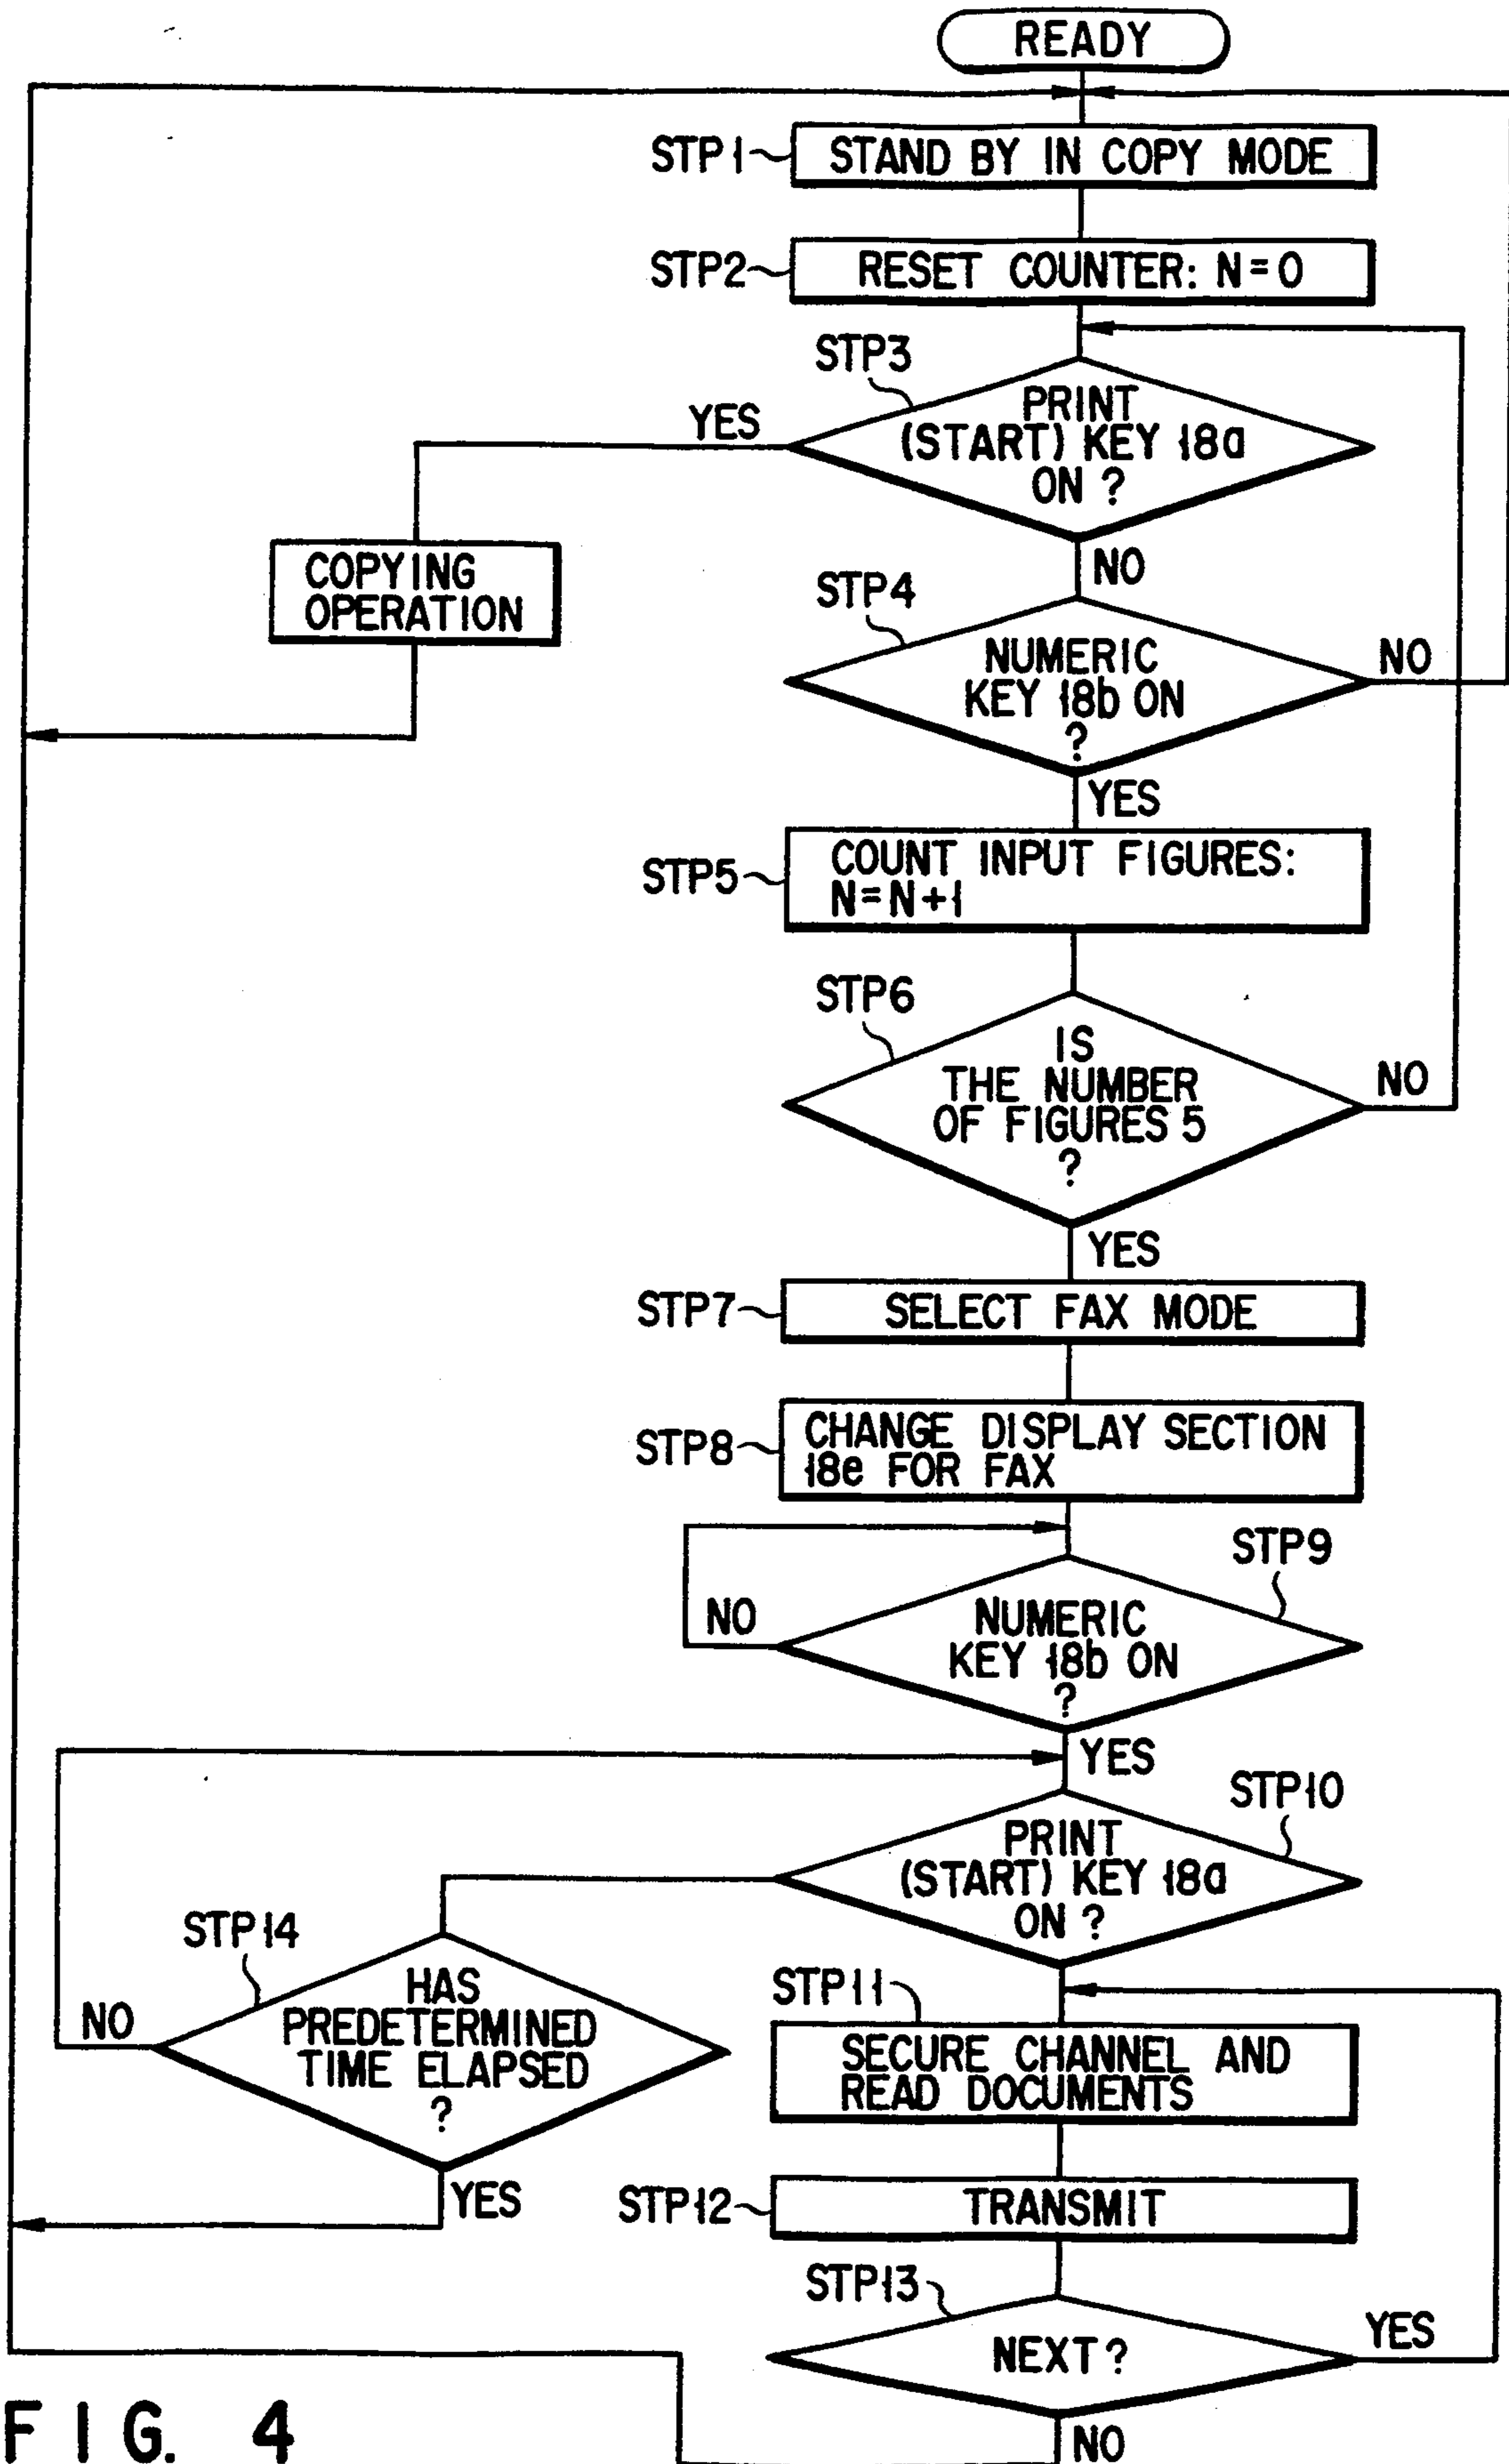 READY
STP1
STAND BY IN COPY MODE
STP2
RESET COUNTER: N=0
STP3
YES
PRINT
(START) KEY 18a
ON ?
NO
COPYING
OPERATION
STP4
NUMERIC
KEY 18b ON
?
NO
YES
STP5
COUNT INPUT FIGURES:
N=N+1
STP6
IS
THE NUMBER
OF FIGURES 5
?
NO
YES
STP7
SELECT FAX MODE
STP8
CHANGE DISPLAY SECTION
18e FOR FAX
STP9
NO
NUMERIC
KEY 18b ON
?
YES
STP10
PRINT
(START) KEY 18a
ON ?
STP14
NO
HAS
PREDETERMINED
TIME ELAPSED
?
YES
STP11
SECURE CHANNEL AND
READ DOCUMENTS
STP12
TRANSMIT
STP13
NEXT?
YES
NO
FIG. 4